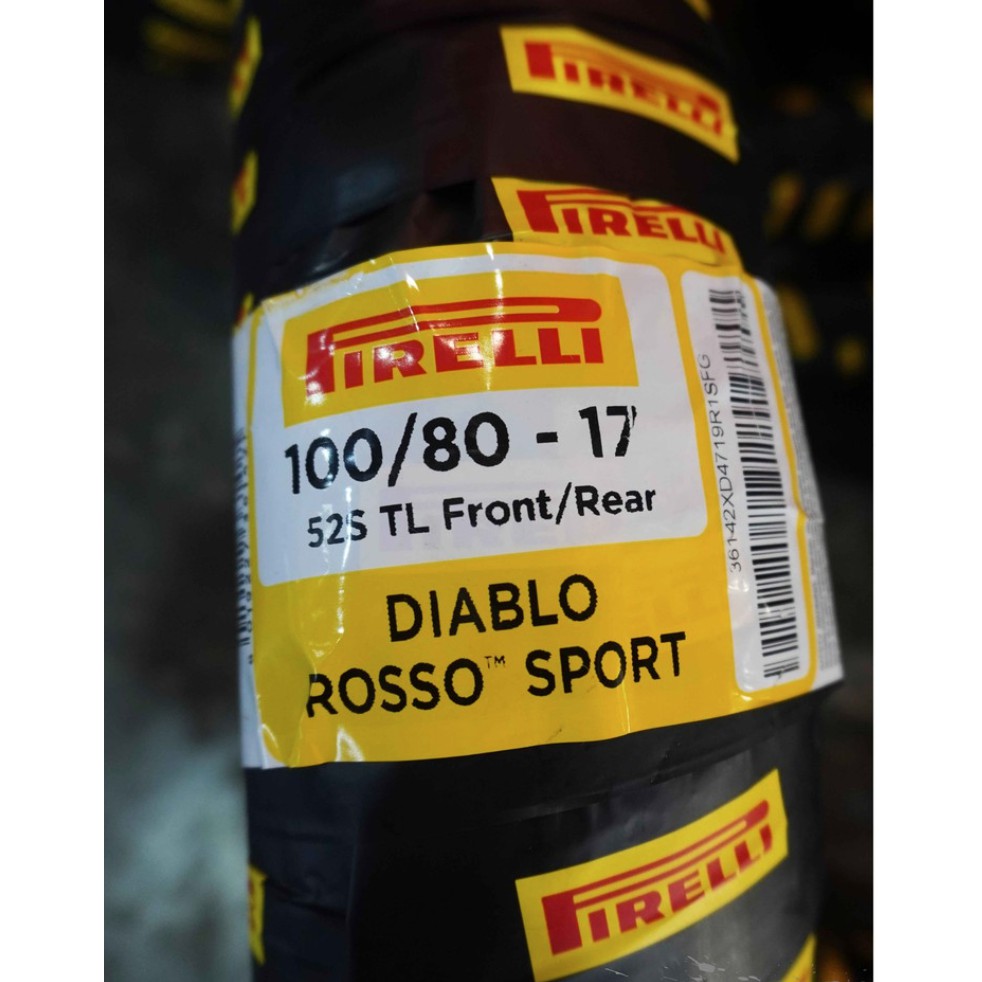 PIRELLI
PIRELLI
PIRELLI
100/80 - 17
52S TL Front/Rear
DIABLO
ROSSO™ SPORT
36142XD4719R1SFG
PIRELLI